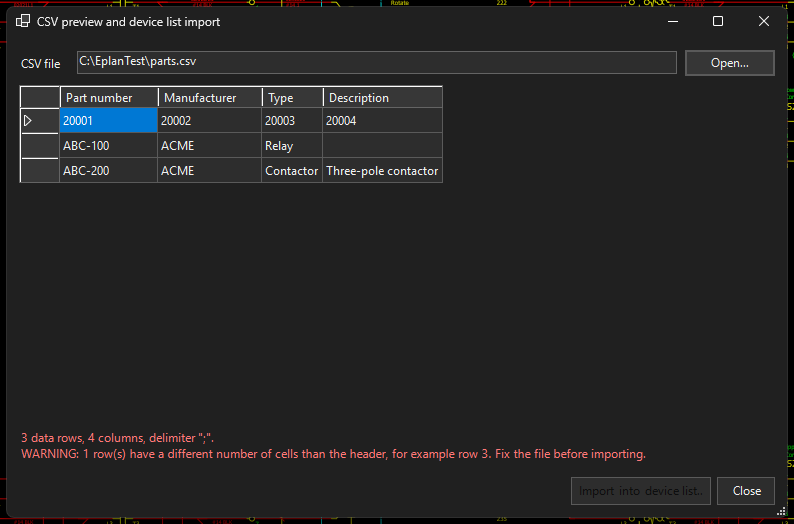 Rotate
222
CSV preview and device list import
CSV file
C:\EplanTest\parts.csv
Open...
Part number Manufacturer Type Description
20001 20002 20003 20004
ABC-100 ACME Relay
ABC-200 ACME Contactor Three-pole contactor
3 data rows, 4 columns, delimiter ";".
WARNING: 1 row(s) have a different number of cells than the header, for example row 3. Fix the file before importing.
Import into device list..
Close
235